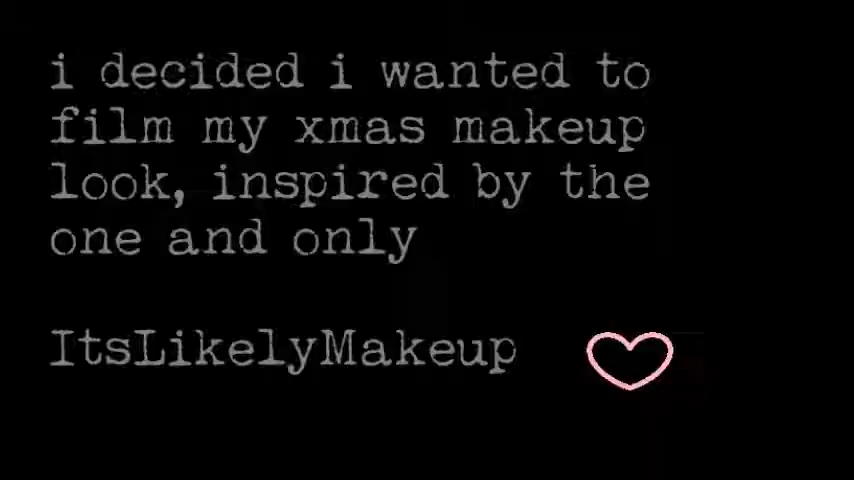 i decided i wanted to
film my xmas makeup
look, inspired by the
one and only
ItsLikelyMakeup